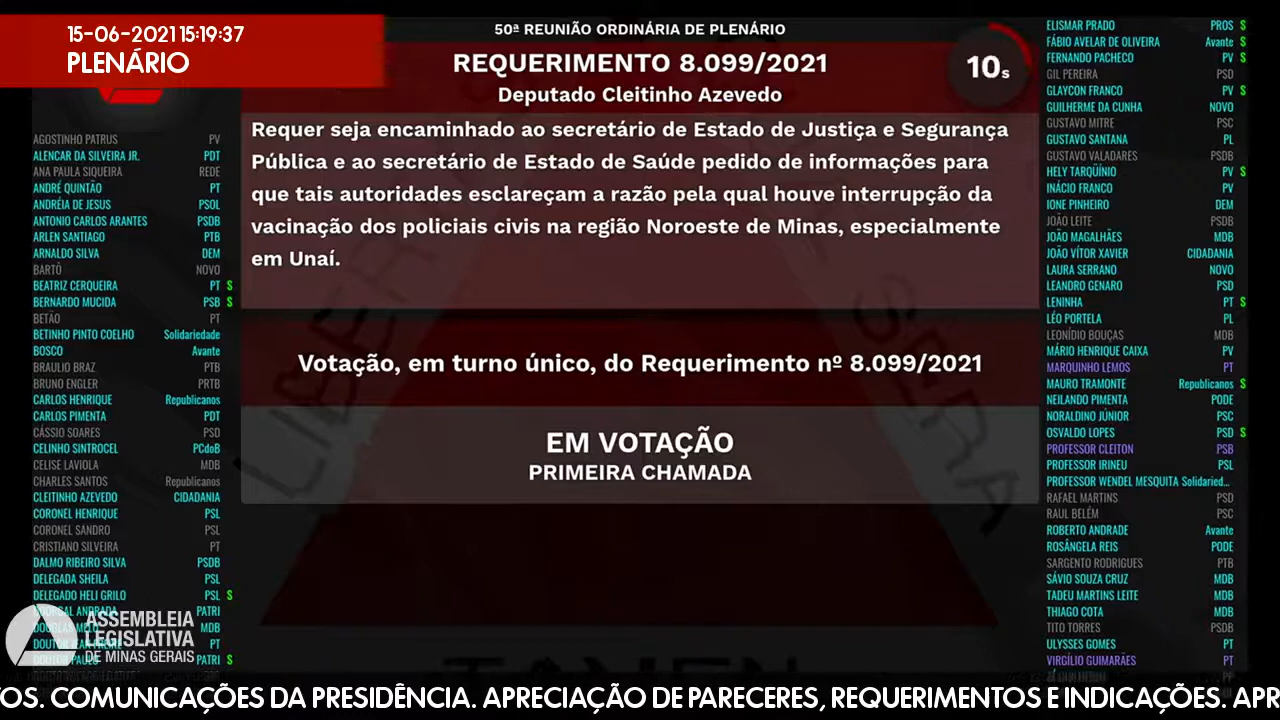 15-06-2021 15:19:37
PLENÁRIO
50ª REUNIÃO ORDINÁRIA DE PLENÁRIO
REQUERIMENTO 8.099/2021
Deputado Cleitinho Azevedo
10s
Requer seja encaminhado ao secretário de Estado de Justiça e Segurança
Pública e ao secretário de Estado de Saúde pedido de informações para
que tais autoridades esclareçam a razão pela qual houve interrupção da
vacinação dos policiais civis na região Noroeste de Minas, especialmente
em Unaí.
Votação, em turno único, do Requerimento nº 8.099/2021
EM VOTAÇÃO
PRIMEIRA CHAMADA
AGOSTINHO PATRUS PV
ALENCAR DA SILVEIRA JR. PDT
ANA PAULA SIQUEIRA REDE
ANDRÉ QUINTÃO PT
ANDRÉIA DE JESUS PSOL
ANTONIO CARLOS ARANTES PSDB
ARLEN SANTIAGO PTB
ARNALDO SILVA DEM
BARTÔ NOVO
BEATRIZ CERQUEIRA PT S
BERNARDO MUCIDA PSB S
BETÃO PT
BETINHO PINTO COELHO Solidariedade
BOSCO Avante
BRAULIO BRAZ PTB
BRUNO ENGLER PRTB
CARLOS HENRIQUE Republicanos
CARLOS PIMENTA PDT
CÁSSIO SOARES PSD
CELINHO SINTROCEL PCdoB
CELISE LAVIOLA MDB
CHARLES SANTOS Republicanos
CLEITINHO AZEVEDO CIDADANIA
CORONEL HENRIQUE PSL
CORONEL SANDRO PSL
CRISTIANO SILVEIRA PT
DALMO RIBEIRO SILVA PSDB
DELEGADA SHEILA PSL
DELEGADO HELI GRILO PSL S
ANDRADA PATRI
DOUGLAS MELO MDB
DOUTOR JEAN FREIRE PT
DOUTOR PAULO PATRI S
ASSEMBLEIA
LEGISLATIVA
DE MINAS GERAIS
ELISMAR PRADO PROS S
FÁBIO AVELAR DE OLIVEIRA Avante S
FERNANDO PACHECO PV S
GIL PEREIRA PSD
GLAYCON FRANCO PV S
GUILHERME DA CUNHA NOVO
GUSTAVO MITRE PSC
GUSTAVO SANTANA PL
GUSTAVO VALADARES PSDB
HELY TARQÜÍNIO PV S
INÁCIO FRANCO PV
IONE PINHEIRO DEM
JOÃO LEITE PSDB
JOÃO MAGALHÃES MDB
JOÃO VÍTOR XAVIER CIDADANIA
LAURA SERRANO NOVO
LEANDRO GENARO PSD
LENINHA PT S
LÉO PORTELA PL
LEONÍDIO BOUÇAS MDB
MÁRIO HENRIQUE CAIXA PV
MARQUINHO LEMOS PT
MAURO TRAMONTE Republicanos S
NEILANDO PIMENTA PODE
NORALDINO JÚNIOR PSC
OSVALDO LOPES PSD S
PROFESSOR CLEITON PSB
PROFESSOR IRINEU PSL
PROFESSOR WENDEL MESQUITA Solidaried...
RAFAEL MARTINS PSD
RAUL BELÉM PSC
ROBERTO ANDRADE Avante
ROSÂNGELA REIS PODE
SARGENTO RODRIGUES PTB
SÁVIO SOUZA CRUZ MDB
TADEU MARTINS LEITE MDB
THIAGO COTA MDB
TITO TORRES PSDB
ULYSSES GOMES PT
VIRGÍLIO GUIMARÃES PT
TOS. COMUNICAÇÕES DA PRESIDÊNCIA. APRECIAÇÃO DE PARECERES, REQUERIMENTOS E INDICAÇÕES. APR